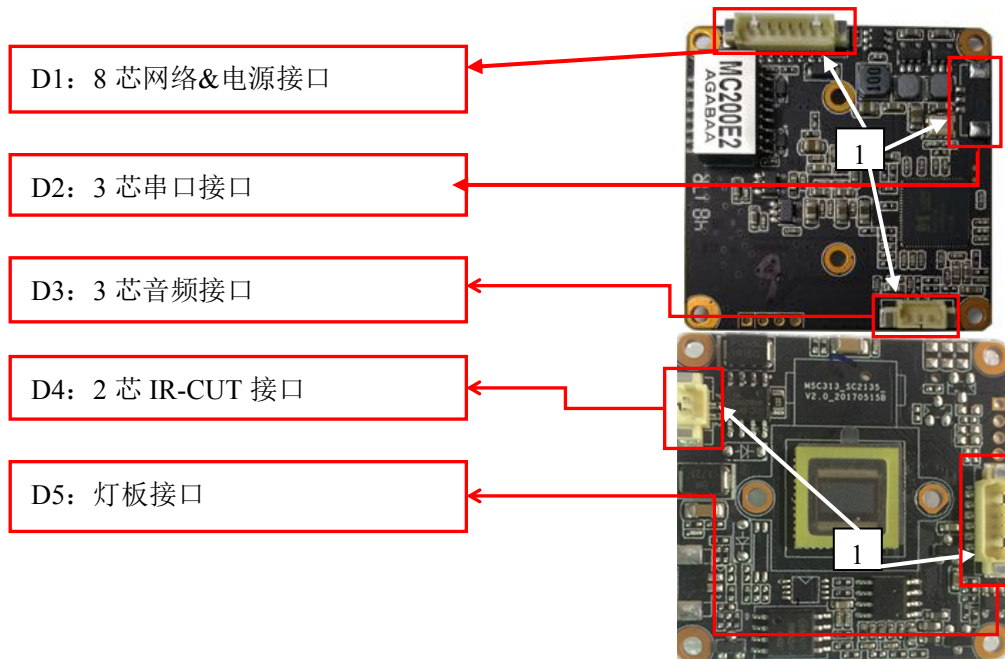 D1：8 芯网络&电源接口
D2：3 芯串口接口
D3：3 芯音频接口
D4：2 芯 IR-CUT 接口
D5：灯板接口
MC200E2
AGABAA
001
1
MSC313_SC2135
V2.0_20170515B
1